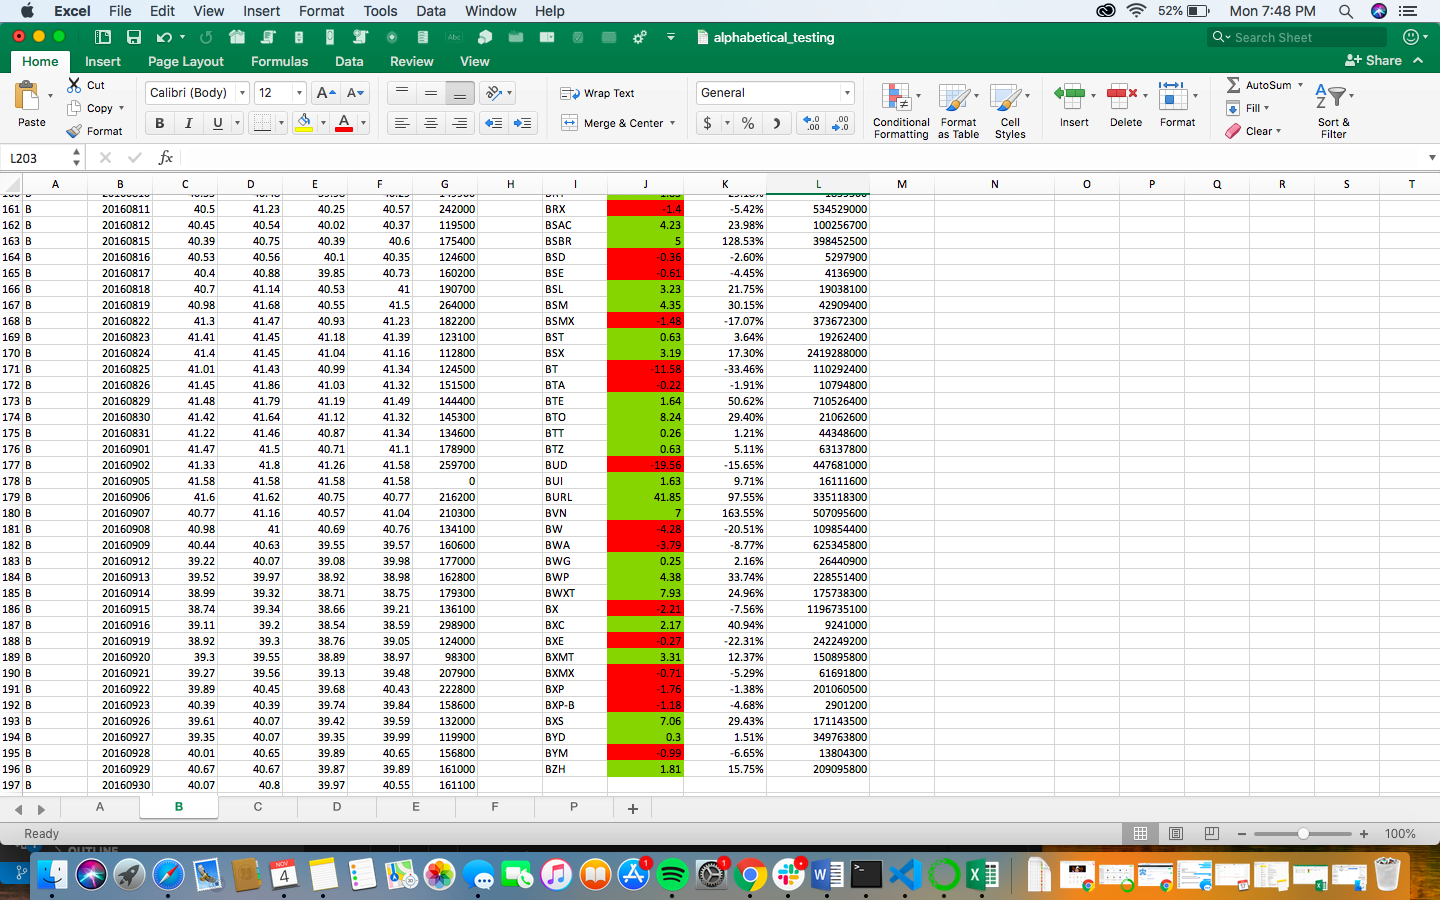 Excel File Edit View Insert Format Tools Data Window Help 52% Mon 7:48 PM
alphabetical_testing Search Sheet
Home Insert Page Layout Formulas Data Review View Share
Paste Cut Copy Format Calibri (Body) 12 Wrap Text Merge & Center General Conditional Formatting Format as Table Cell Styles Insert Delete Format AutoSum Fill Clear Sort & Filter
L203 fx
A B C D E F G H I J K L M N O P Q R S T
161 B 20160811 40.5 41.23 40.25 40.57 242000 BRX -1.4 -5.42% 534529000
162 B 20160812 40.45 40.54 40.02 40.37 119500 BSAC 4.23 23.98% 100256700
163 B 20160815 40.39 40.75 40.39 40.6 175400 BSBR 5 128.53% 398452500
164 B 20160816 40.53 40.56 40.1 40.35 124600 BSD -0.36 -2.60% 5297900
165 B 20160817 40.4 40.88 39.85 40.73 160200 BSE -0.61 -4.45% 4136900
166 B 20160818 40.7 41.14 40.53 41 190700 BSL 3.23 21.75% 19038100
167 B 20160819 40.98 41.68 40.55 41.5 264000 BSM 4.35 30.15% 42909400
168 B 20160822 41.3 41.47 40.93 41.23 182200 BSMX -1.48 -17.07% 373672300
169 B 20160823 41.41 41.45 41.18 41.39 123100 BST 0.63 3.64% 19262400
170 B 20160824 41.4 41.45 41.04 41.16 112800 BSX 3.19 17.30% 2419288000
171 B 20160825 41.01 41.43 40.99 41.34 124500 BT -11.58 -33.46% 110292400
172 B 20160826 41.45 41.86 41.03 41.32 151500 BTA -0.22 -1.91% 10794800
173 B 20160829 41.48 41.79 41.19 41.49 144400 BTE 1.64 50.62% 710526400
174 B 20160830 41.42 41.64 41.12 41.32 145300 BTO 8.24 29.40% 21062600
175 B 20160831 41.22 41.46 40.87 41.34 134600 BTT 0.26 1.21% 44348600
176 B 20160901 41.47 41.5 40.71 41.1 178900 BTZ 0.63 5.11% 63137800
177 B 20160902 41.33 41.8 41.26 41.58 259700 BUD -19.56 -15.65% 447681000
178 B 20160905 41.58 41.58 41.58 41.58 0 BUI 1.63 9.71% 16111600
179 B 20160906 41.6 41.62 40.75 40.77 216200 BURL 41.85 97.55% 335118300
180 B 20160907 40.77 41.16 40.57 41.04 210300 BVN 7 163.55% 507095600
181 B 20160908 40.98 41 40.69 40.76 134100 BW -4.28 -20.51% 109854400
182 B 20160909 40.44 40.63 39.55 39.57 160600 BWA -3.79 -8.77% 625345800
183 B 20160912 39.22 40.07 39.08 39.98 177000 BWG 0.25 2.16% 26440900
184 B 20160913 39.52 39.97 38.92 38.98 162800 BWP 4.38 33.74% 228551400
185 B 20160914 38.99 39.32 38.71 38.75 179300 BWXT 7.93 24.96% 175738300
186 B 20160915 38.74 39.34 38.66 39.21 136100 BX -2.21 -7.56% 1196735100
187 B 20160916 39.11 39.2 38.54 38.59 298900 BXC 2.17 40.94% 9241000
188 B 20160919 38.92 39.3 38.76 39.05 124000 BXE -0.27 -22.31% 242249200
189 B 20160920 39.3 39.55 38.89 38.97 98300 BXMT 3.31 12.37% 150895800
190 B 20160921 39.27 39.56 39.13 39.48 207900 BXMX -0.71 -5.29% 61691800
191 B 20160922 39.89 40.45 39.68 40.43 222800 BXP -1.76 -1.38% 201060500
192 B 20160923 40.39 40.39 39.74 39.84 158600 BXP-B -1.18 -4.68% 2901200
193 B 20160926 39.61 40.07 39.42 39.59 132000 BXS 7.06 29.43% 171143500
194 B 20160927 39.35 40.07 39.35 39.99 119900 BYD 0.3 1.51% 349763800
195 B 20160928 40.01 40.65 39.89 40.65 156800 BYM -0.99 -6.65% 13804300
196 B 20160929 40.67 40.67 39.87 39.89 161000 BZH 1.81 15.75% 209095800
197 B 20160930 40.07 40.8 39.97 40.55 161100
A B C D E F P
Ready 100%
OUTLINE
NOV 4